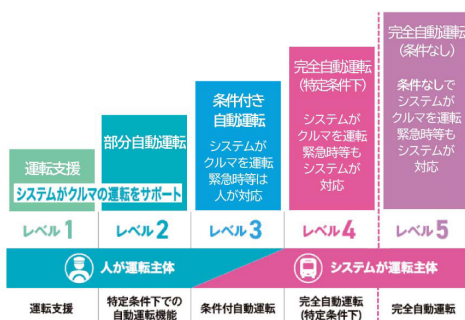 運転支援
システムがクルマの運転をサポート
レベル1
部分自動運転
レベル2
条件付き
自動運転
システムが
クルマを運転
緊急時等は
人が対応
レベル3
完全自動運転
(特定条件下)
システムが
クルマを運転
緊急時等も
システムが
対応
レベル4
完全自動運転
(条件なし)
条件なしで
システムが
クルマを運転
緊急時等も
システムが
対応
レベル5
人が運転主体
システムが運転主体
運転支援
特定条件下での
自動運転機能
条件付自動運転
完全自動運転
(特定条件下)
完全自動運転